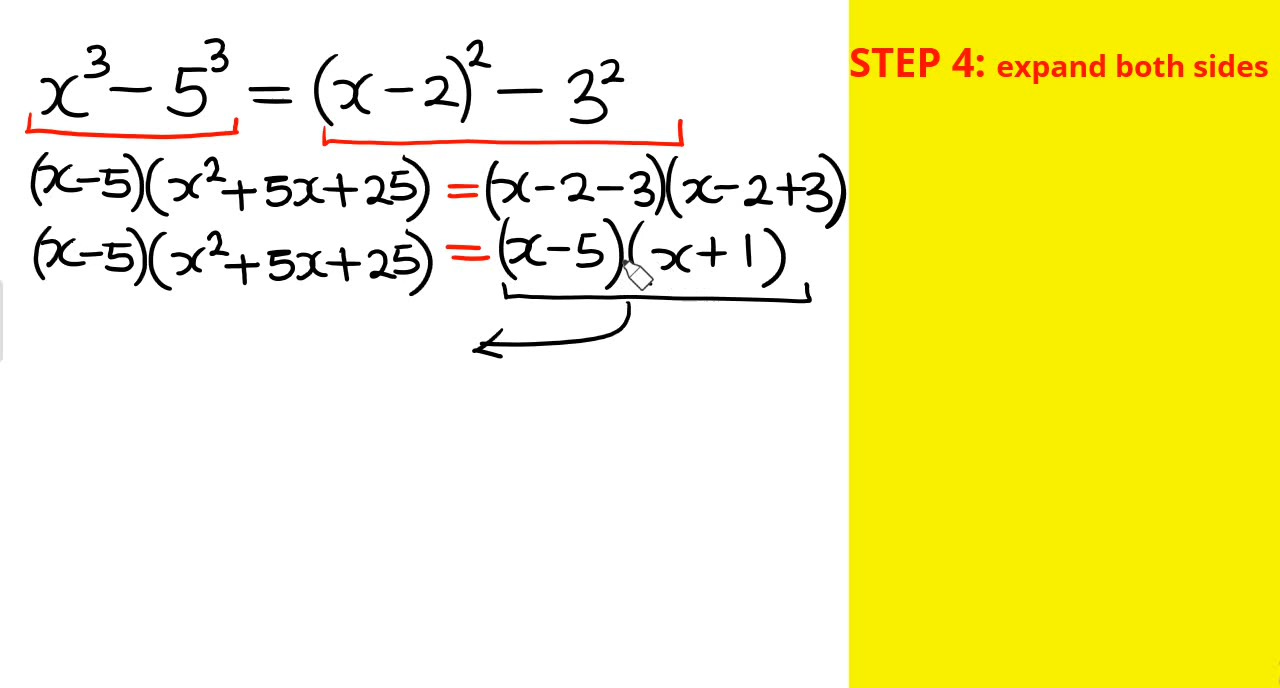 x³ – 5³ = (x – 2)² – 3²
(x–5)(x²+5x+25) = (x–2–3)(x–2+3)
(x–5)(x²+5x+25) = (x–5)(x+1)
STEP 4: expand both sides